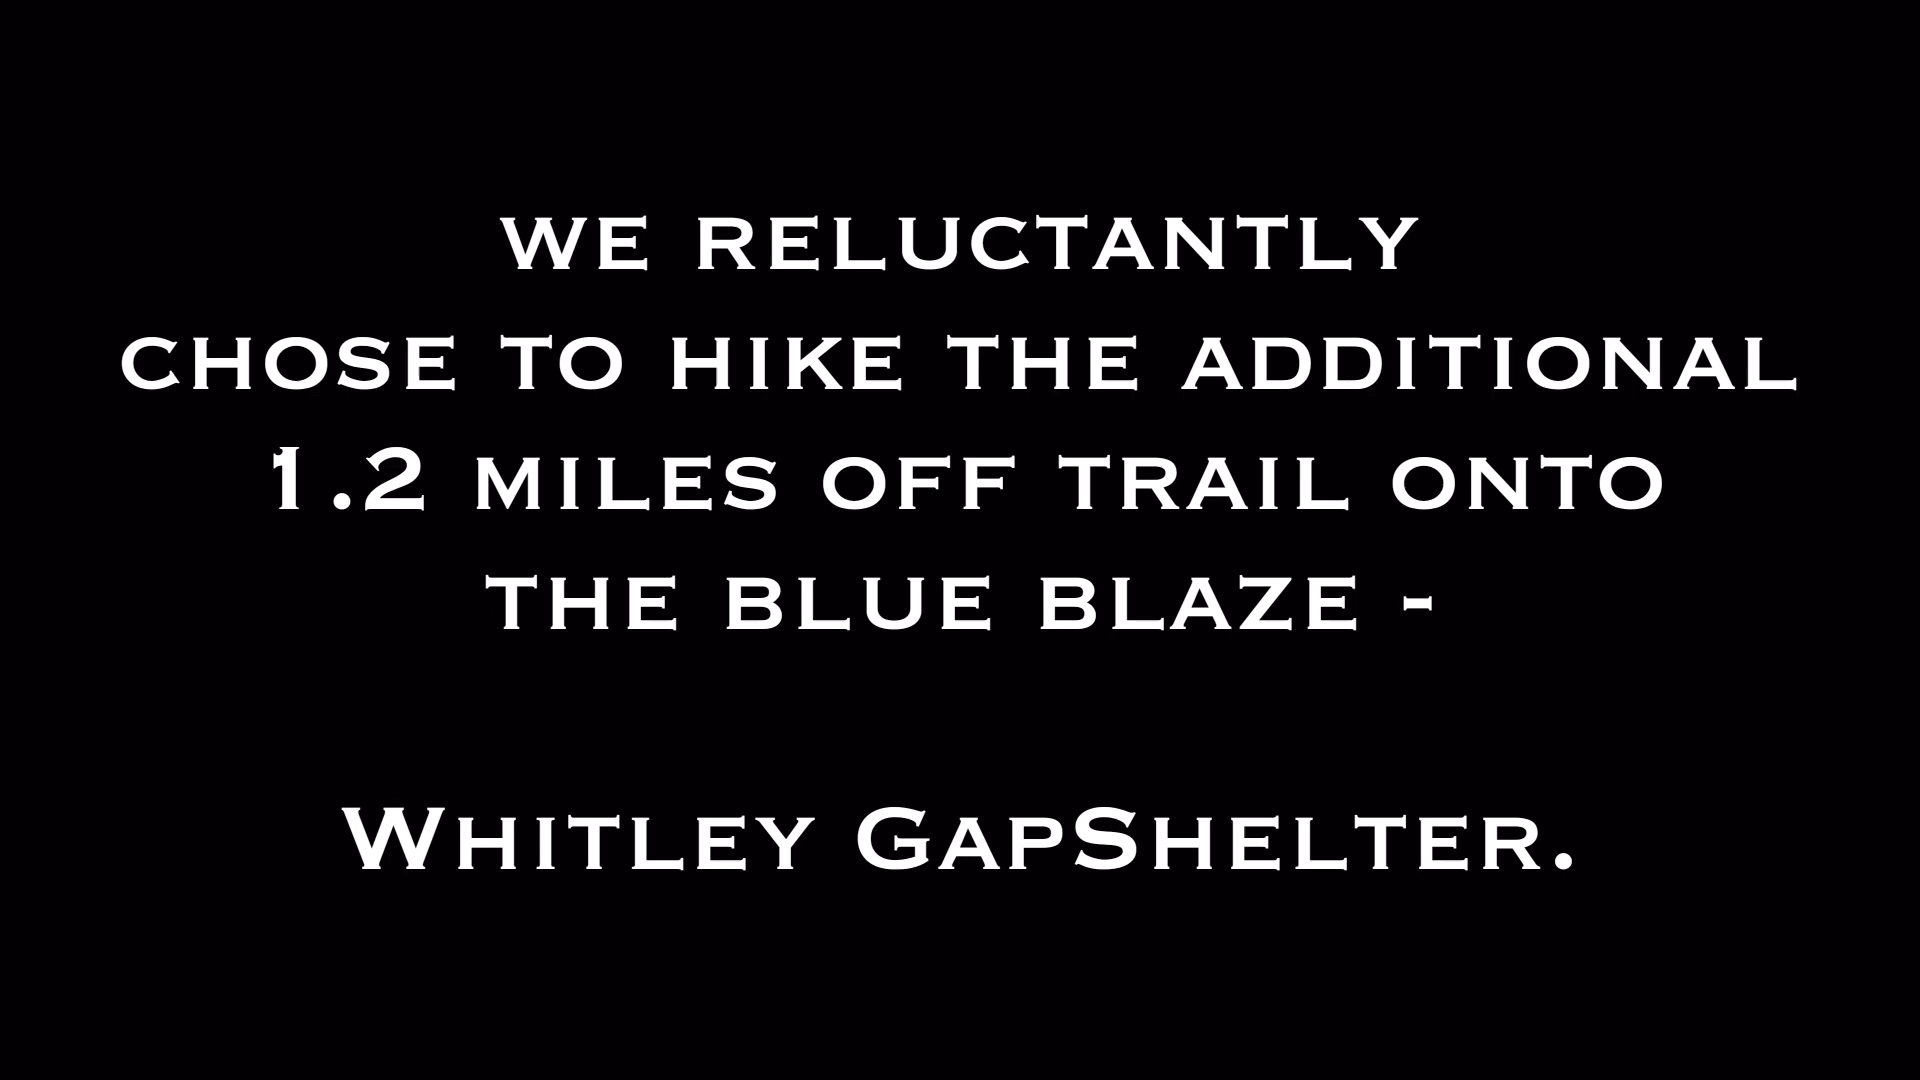 we reluctantly
chose to hike the additional
1.2 miles off trail onto
the blue blaze -
Whitley GapShelter.